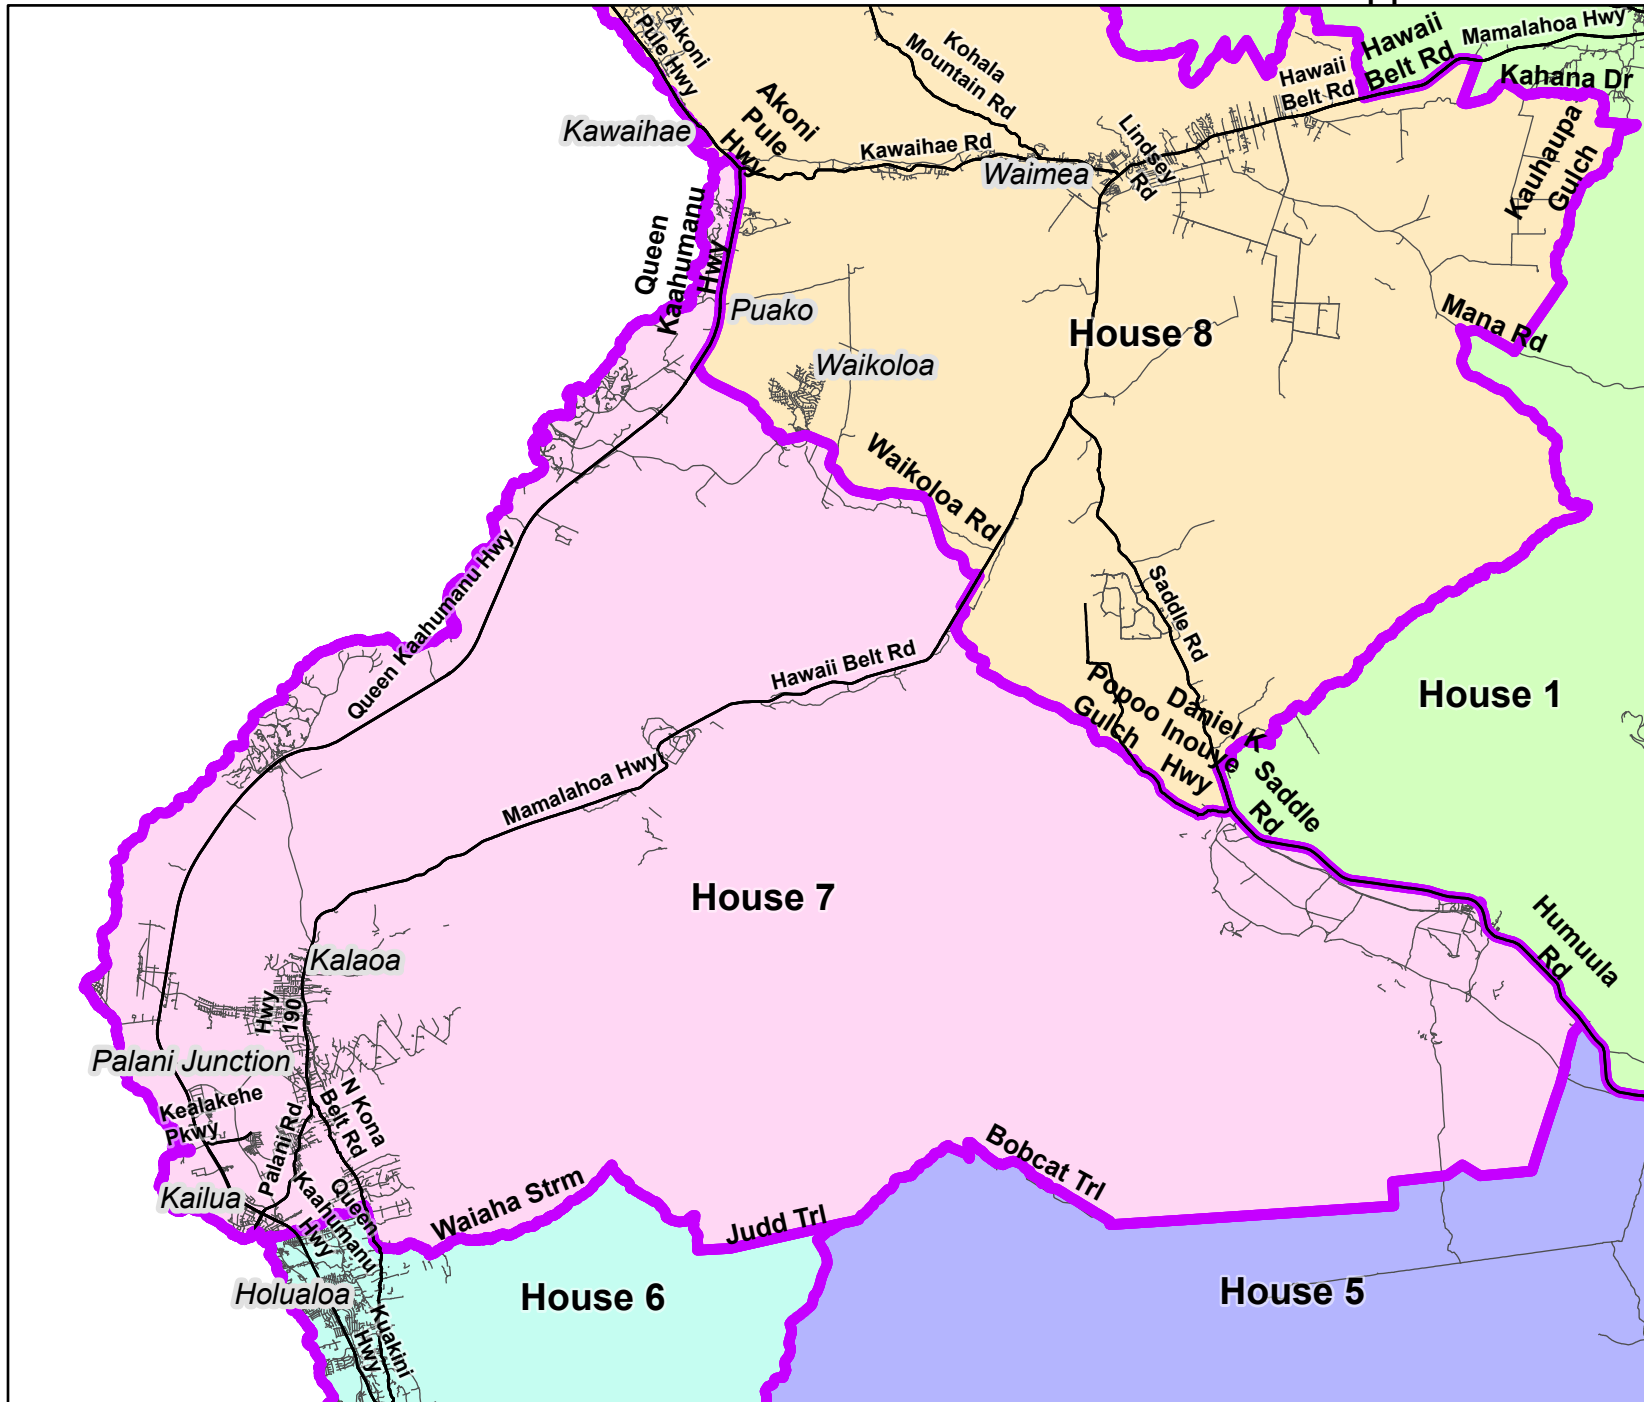 Akoni
Pule Hwy
Kohala
Mountain Rd
Hawaii
Belt Rd
Mamalahoa Hwy
Hawaii
Belt Rd
Kahana Dr
Kawaihae
Akoni
Pule
Hwy
Kawaihae Rd
Waimea
Lindsey
Rd
Kauhaupa
Gulch
Queen
Kaahumanu
Hwy
Puako
Waikoloa
House 8
Mana Rd
Waikoloa Rd
Queen Kaahumanu Hwy
Saddle Rd
Hawaii Belt Rd
Popoo
Gulch
Daniel K
Inouye
Hwy
House 1
Saddle
Rd
Mamalahoa Hwy
House 7
Humuula
Rd
Kalaoa
Hwy
190
Palani Junction
Kealakehe
Pkwy
Palani Rd
N Kona
Belt Rd
Kailua
Queen
Kaahumanu
Hwy
Waiaha Strm
Judd Trl
Bobcat Trl
Holualoa
Kuakini
Hwy
House 6
House 5